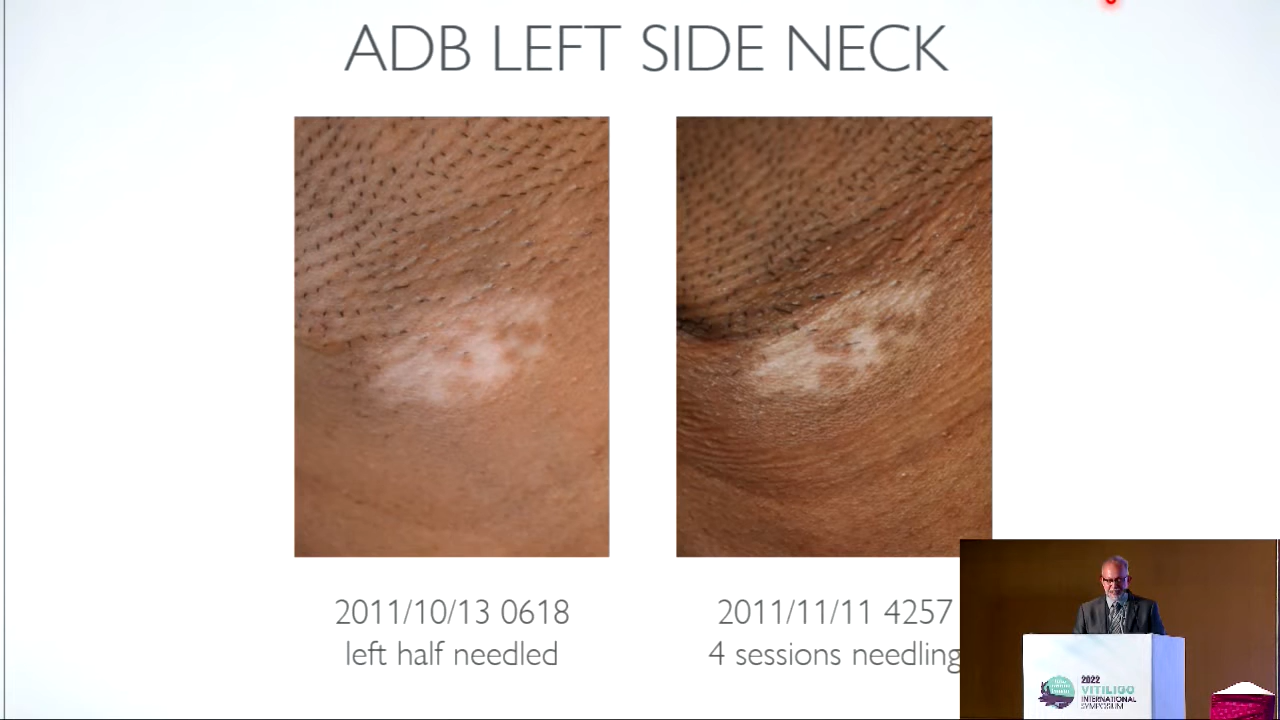 ADB LEFT SIDE NECK
2011/10/13 0618
left half needled
2011/11/11 4257
4 sessions needling
2022
VITILIGO
INTERNATIONAL
SYMPOSIUM